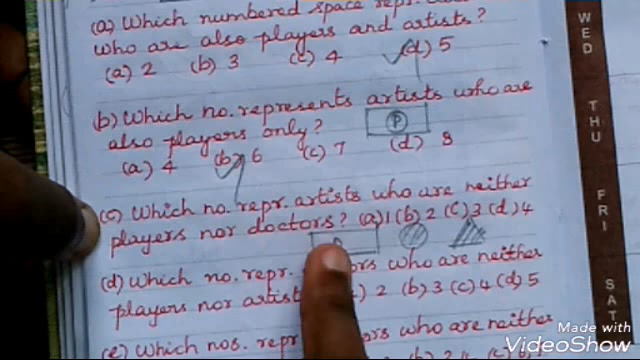 (a) Which numbered space repr.
who are also players and artists?
(a) 2 (b) 3 (c) 4 (d) 5
(b) Which no. represents artists who are
also players only?
P
(a) 4 (b) 6 (c) 7 (d) 8
(c) Which no. repr. artists who are neither
players nor doctors? (a) 1 (b) 2 (c) 3 (d) 4
(d) Which no. repr. who are neither
players nor 2 (b) 3 (c) 4 (d) 5
(e) Which nos. repr who are neither
WED
THU
FRI
SAT
Made with
VideoShow